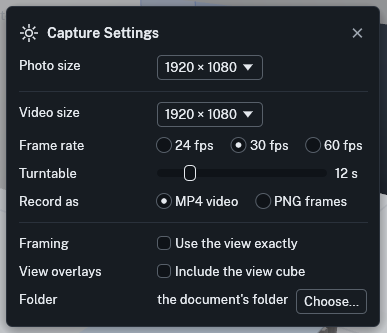 Capture Settings
Photo size 1920 × 1080
Video size 1920 × 1080
Frame rate 24 fps 30 fps 60 fps
Turntable 12 s
Record as MP4 video PNG frames
Framing Use the view exactly
View overlays Include the view cube
Folder the document's folder Choose...